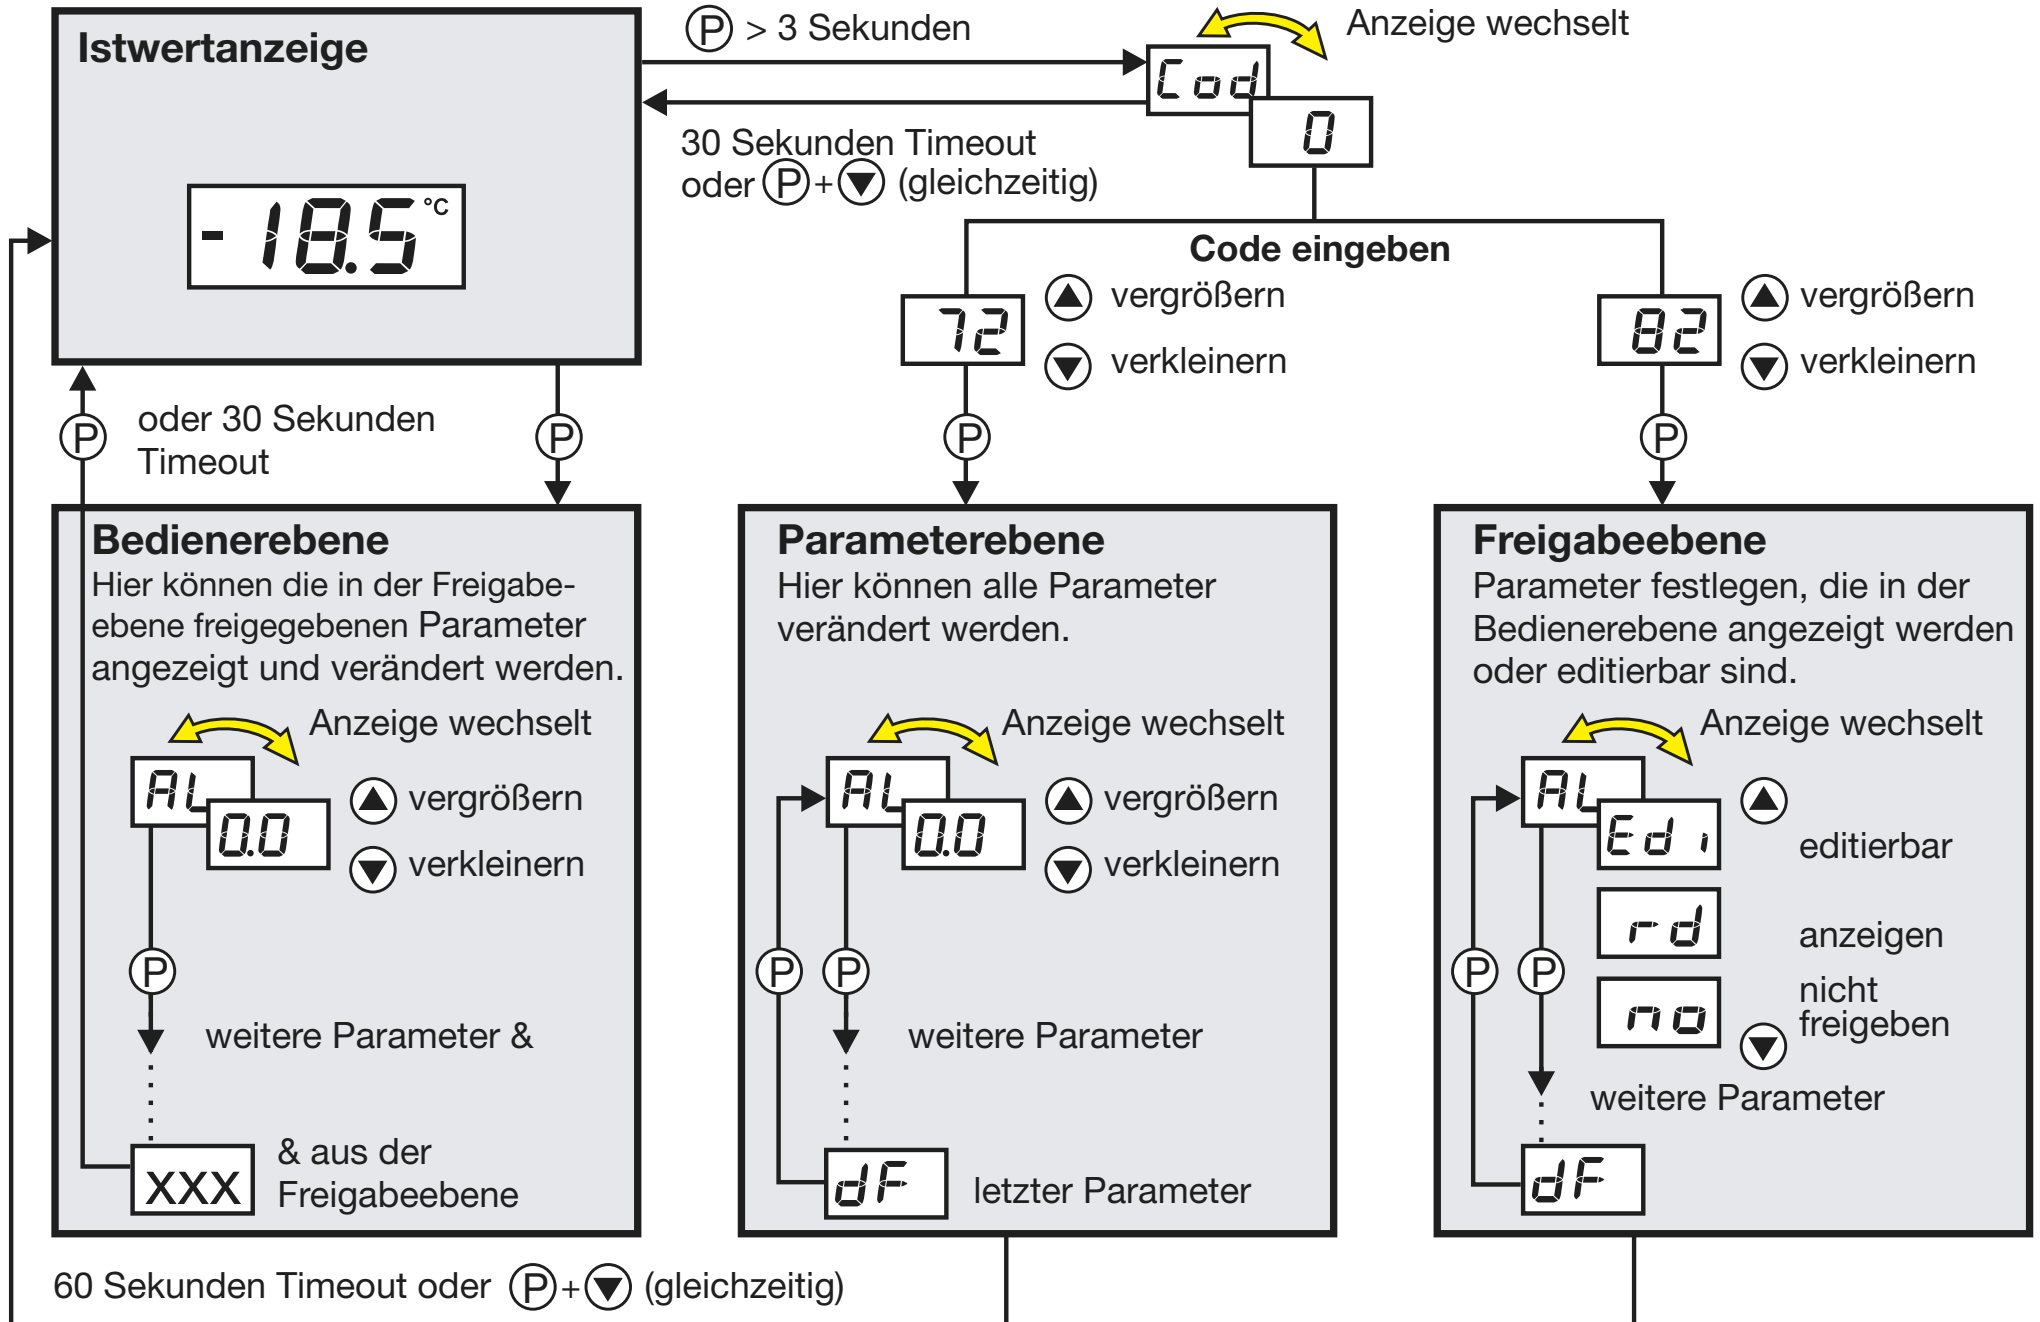 Istwertanzeige
-18.5 °C
P > 3 Sekunden
Anzeige wechselt
Cod
0
30 Sekunden Timeout
oder P+▼ (gleichzeitig)
Code eingeben
72
▲ vergrößern
▼ verkleinern
82
▲ vergrößern
▼ verkleinern
P
oder 30 Sekunden
Timeout
P
P
P
Bedienerebene
Hier können die in der Freigabe-
ebene freigegebenen Parameter
angezeigt und verändert werden.
Anzeige wechselt
AL
0.0
▲ vergrößern
▼ verkleinern
P
weitere Parameter &
xxx
& aus der
Freigabeebene
Parameterebene
Hier können alle Parameter
verändert werden.
Anzeige wechselt
AL
0.0
▲ vergrößern
▼ verkleinern
P
P
weitere Parameter
dF
letzter Parameter
Freigabeebene
Parameter festlegen, die in der
Bedienerebene angezeigt werden
oder editierbar sind.
Anzeige wechselt
AL
Edi
▲
editierbar
rd
anzeigen
P
P
no
nicht
freigeben
▼
weitere Parameter
dF
60 Sekunden Timeout oder P+▼ (gleichzeitig)